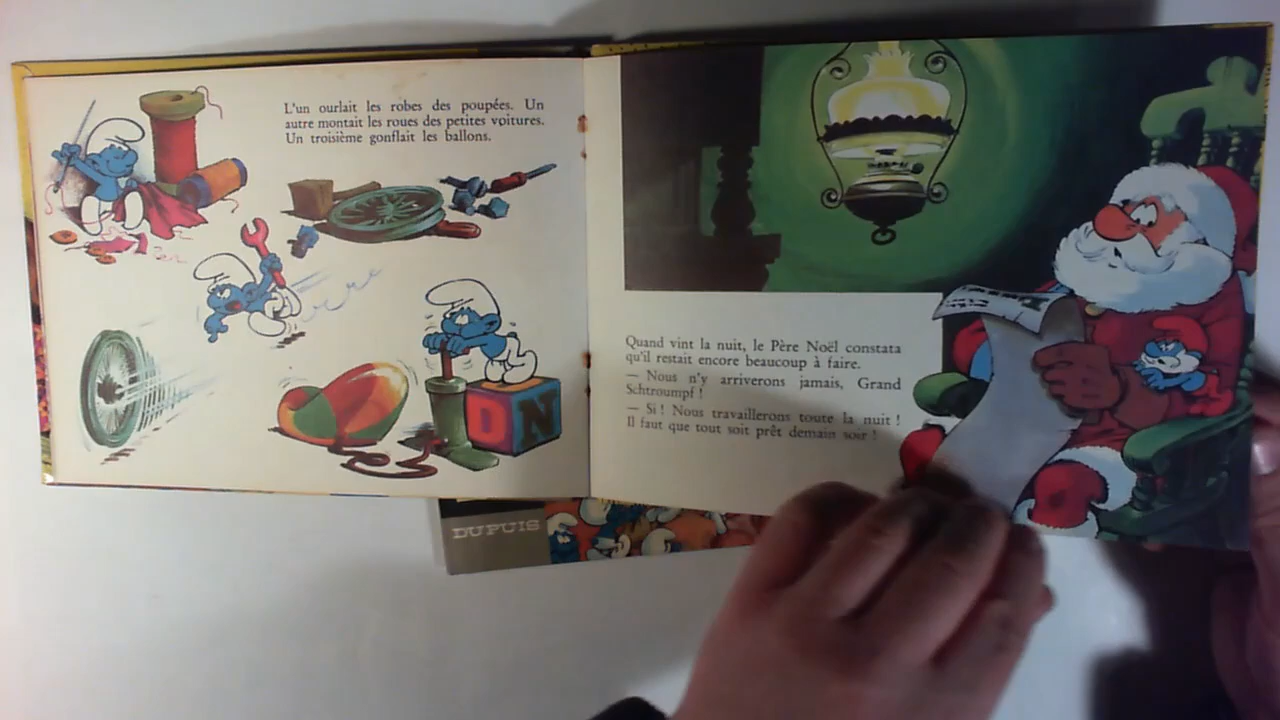 L'un ourlait les robes des poupées. Un
autre montait les roues des petites voitures.
Un troisième gonflait les ballons.
D N
Quand vint la nuit, le Père Noël constata
qu'il restait encore beaucoup à faire.
— Nous n'y arriverons jamais, Grand
Schtroumpf !
— Si ! Nous travaillerons toute la nuit !
Il faut que tout soit prêt demain soir !
DUPUIS